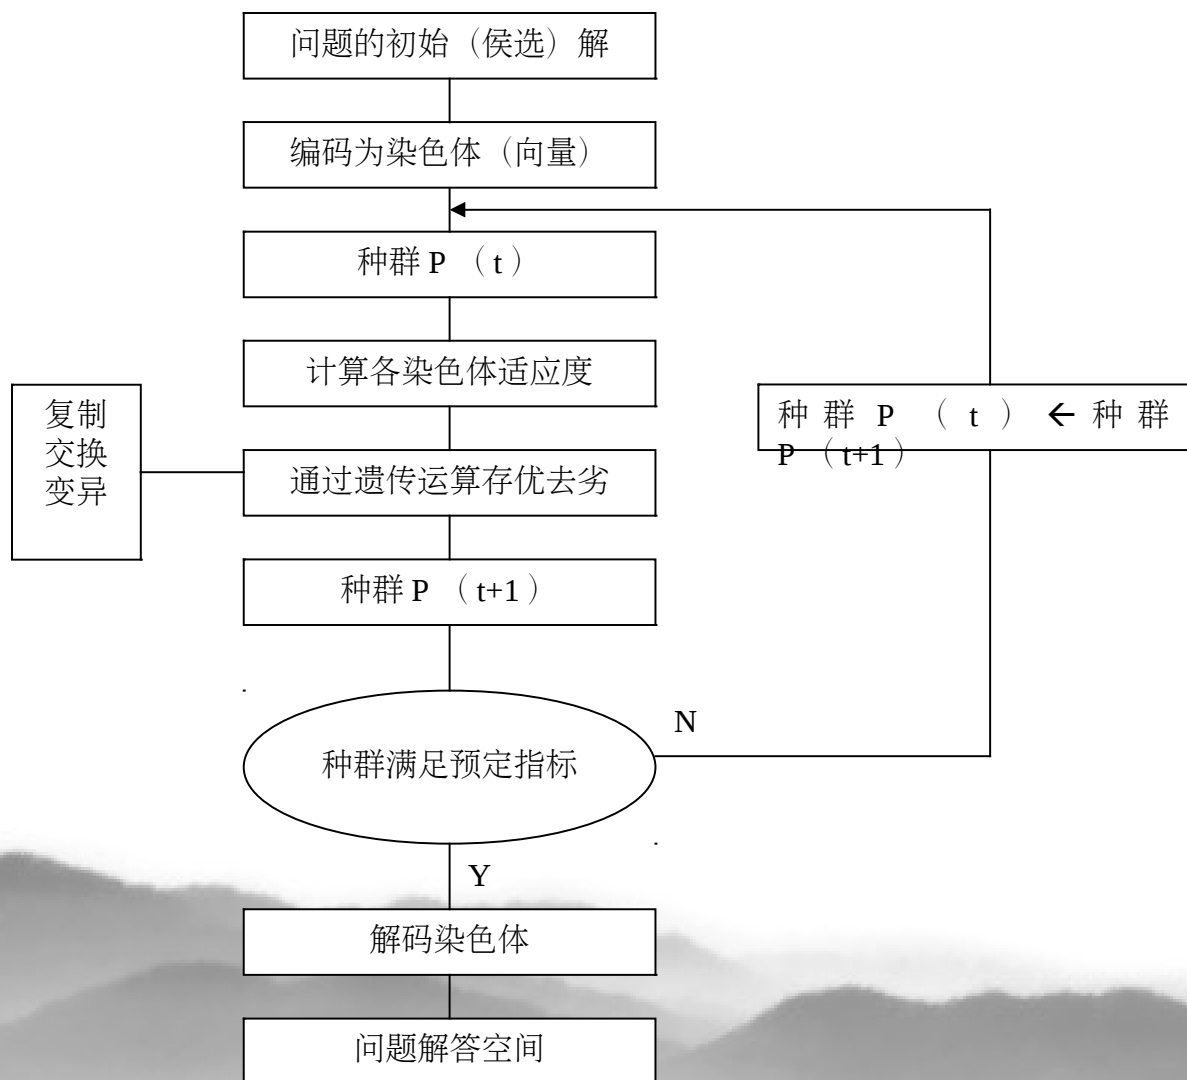 问题的初始（侯选）解
编码为染色体（向量）
种群 P （ t ）
计算各染色体适应度
复制
交换
变异
通过遗传运算存优去劣
种 群 P （ t ） ← 种 群
P （ t+1 ）
种群 P （ t+1 ）
N
种群满足预定指标
Y
解码染色体
问题解答空间